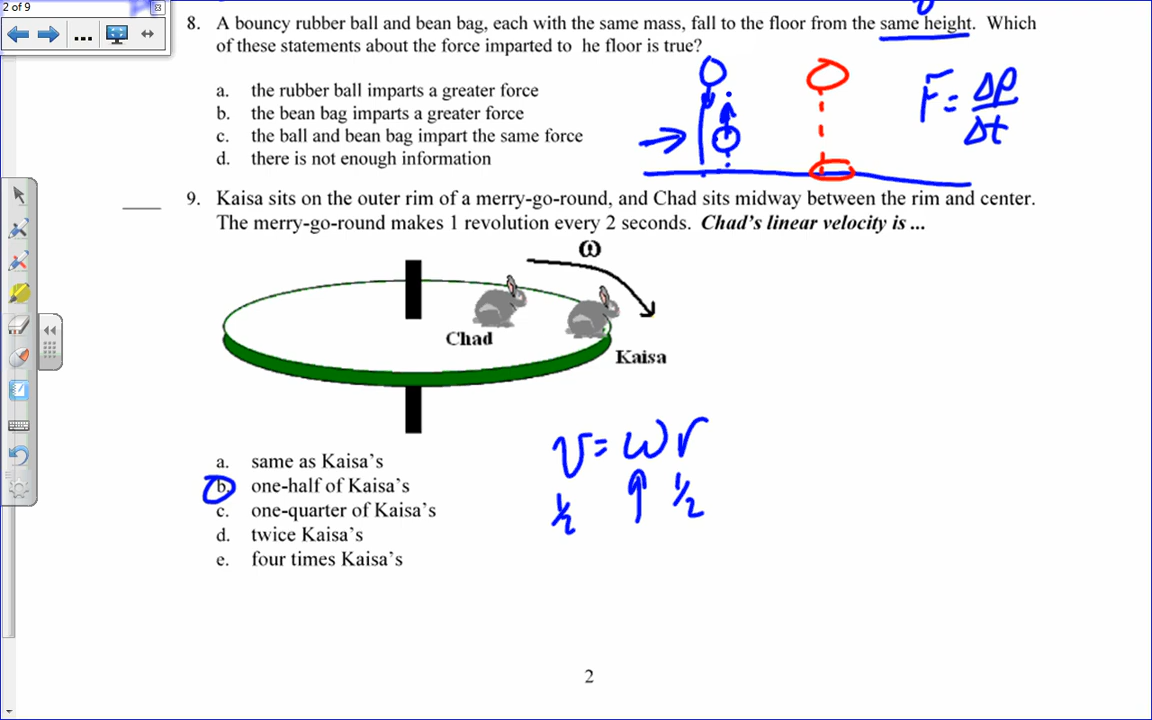 2 of 9
8. A bouncy rubber ball and bean bag, each with the same mass, fall to the floor from the same height. Which
of these statements about the force imparted to he floor is true?
a. the rubber ball imparts a greater force
b. the bean bag imparts a greater force
c. the ball and bean bag impart the same force
d. there is not enough information
F = Δp/Δt
9. Kaisa sits on the outer rim of a merry-go-round, and Chad sits midway between the rim and center.
The merry-go-round makes 1 revolution every 2 seconds. Chad's linear velocity is ...
ω
Chad
Kaisa
v = ωr
½ ↑ ½
a. same as Kaisa's
b. one-half of Kaisa's
c. one-quarter of Kaisa's
d. twice Kaisa's
e. four times Kaisa's
2